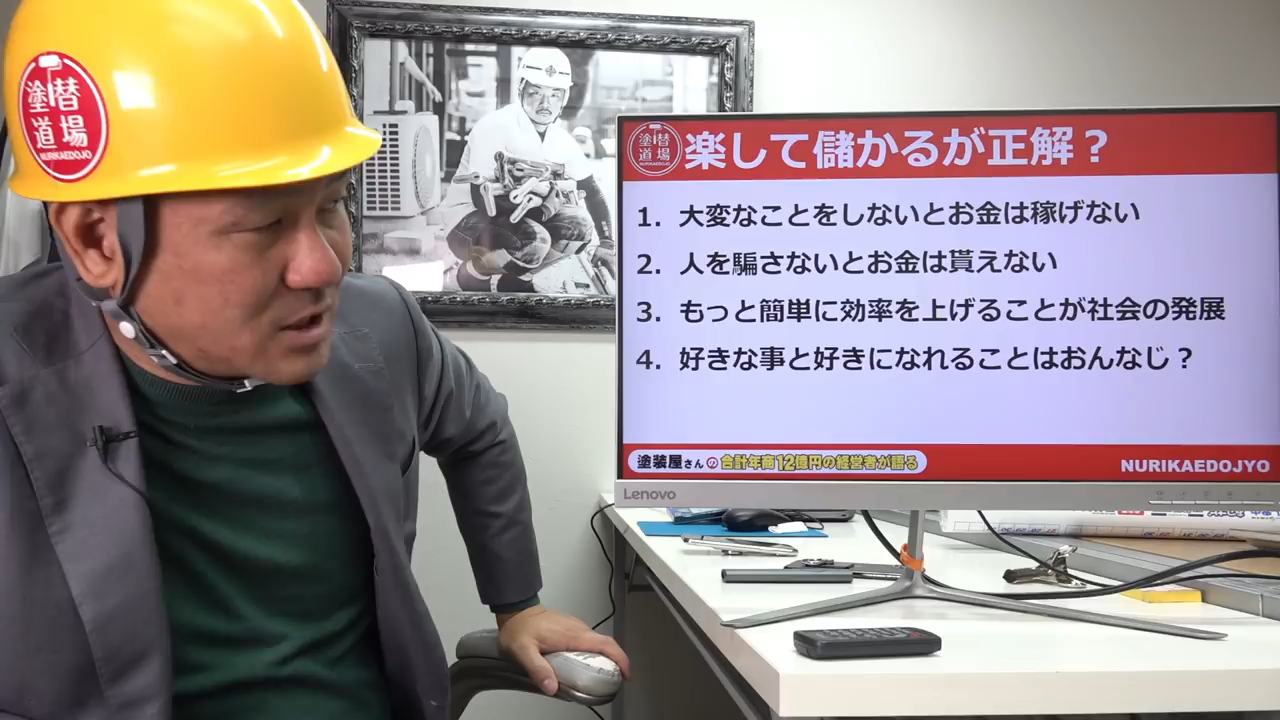 塗替
道場
NURIKAEDOJO
塗替
道場
NURIKAEDOJO
楽して儲かるが正解？
1. 大変なことをしないとお金は稼げない
2. 人を騙さないとお金は貰えない
3. もっと簡単に効率を上げることが社会の発展
4. 好きな事と好きになれることはおんなじ？
塗装屋さんの合計年商12億円の経営者が語る
NURIKAEDOJYO
Lenovo